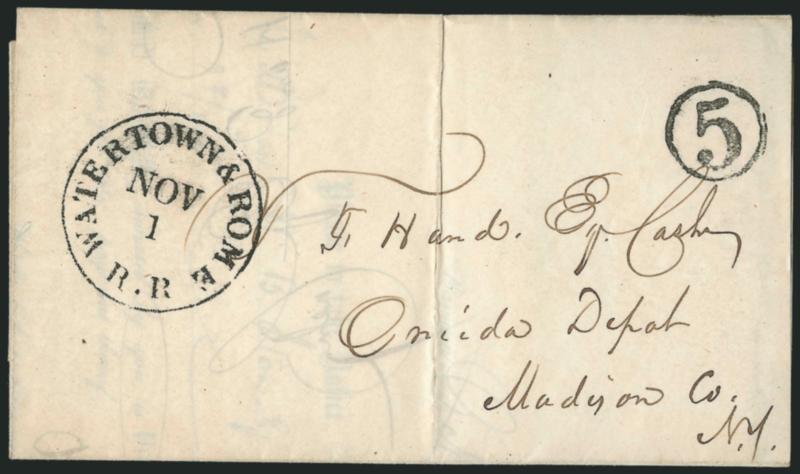 WATERTOWN & ROME R.R
NOV
1
5
T. Hand. Esq. Cashr
Oneida Depot
Madison Co.
N.Y.